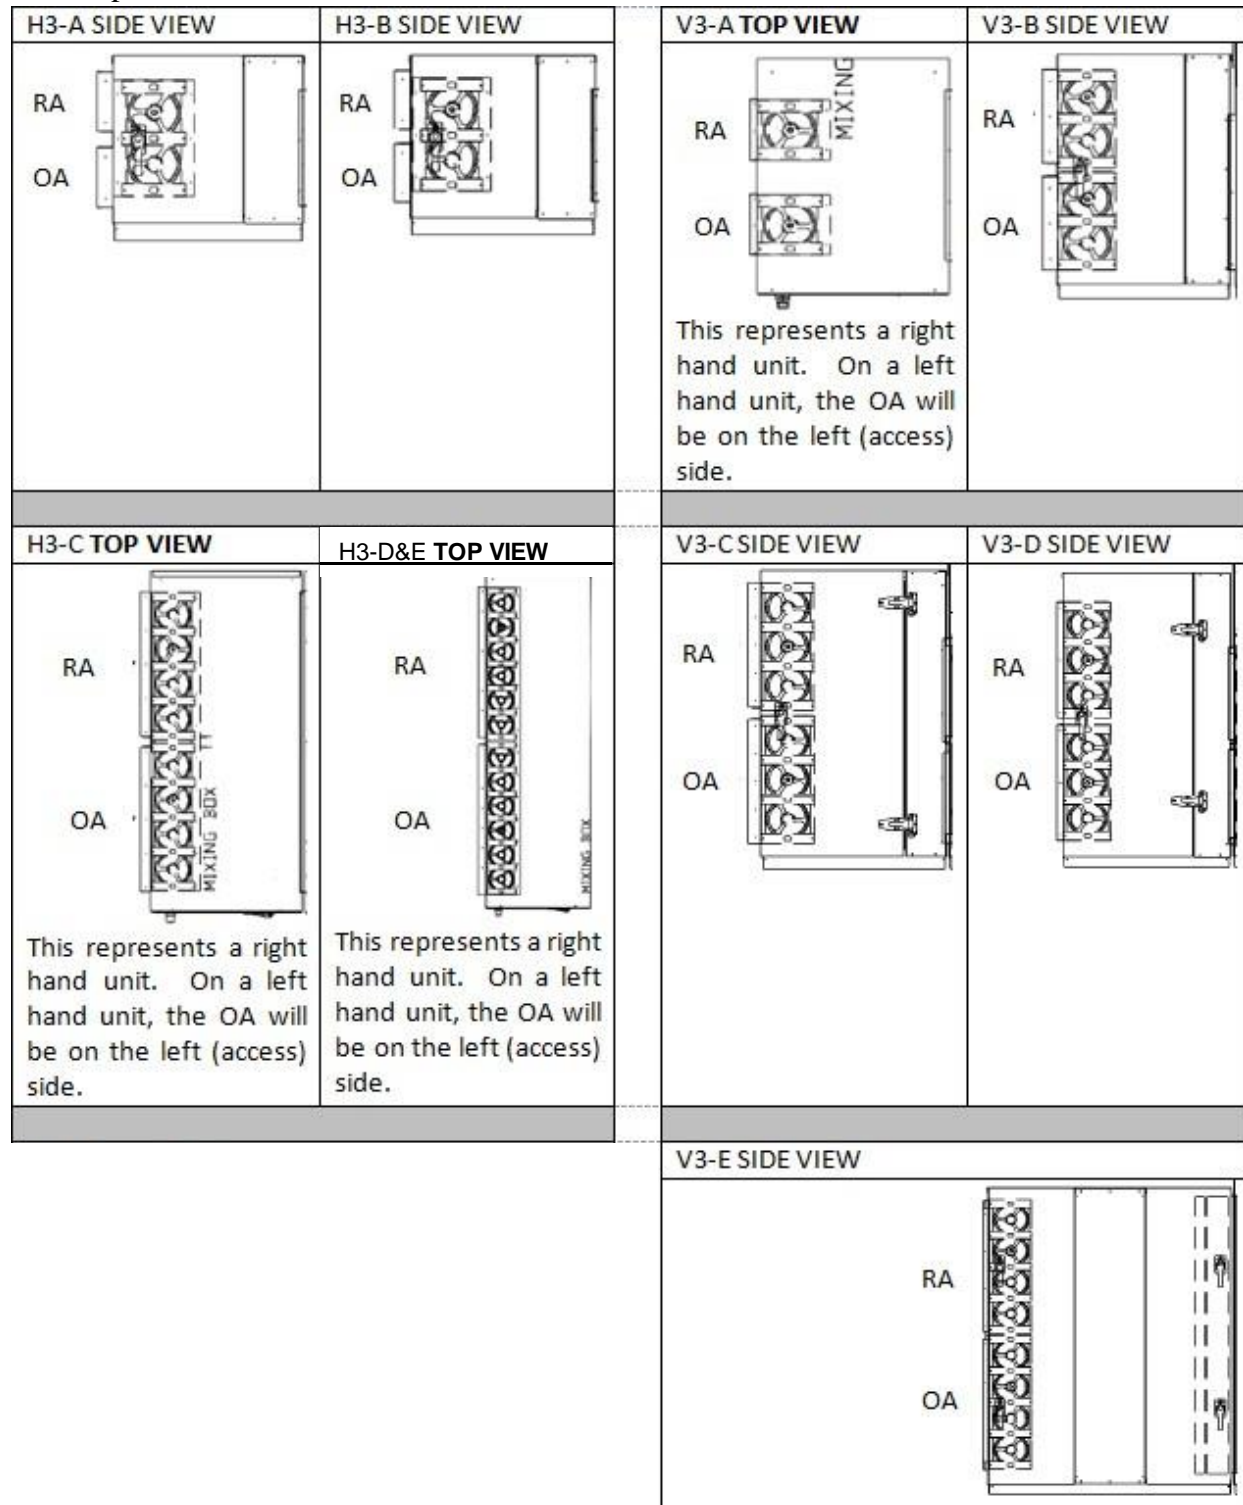 H3-A SIDE VIEW
RA
OA
H3-B SIDE VIEW
RA
OA
V3-A TOP VIEW
MIXING
RA
OA
This represents a right
hand unit. On a left
hand unit, the OA will
be on the left (access)
side.
V3-B SIDE VIEW
RA
OA
H3-C TOP VIEW
RA
OA
MIXING BOX
This represents a right
hand unit. On a left
hand unit, the OA will
be on the left (access)
side.
H3-D&E TOP VIEW
RA
OA
MIXING BOX
This represents a right
hand unit. On a left
hand unit, the OA will
be on the left (access)
side.
V3-C SIDE VIEW
RA
OA
V3-D SIDE VIEW
RA
OA
V3-E SIDE VIEW
RA
OA